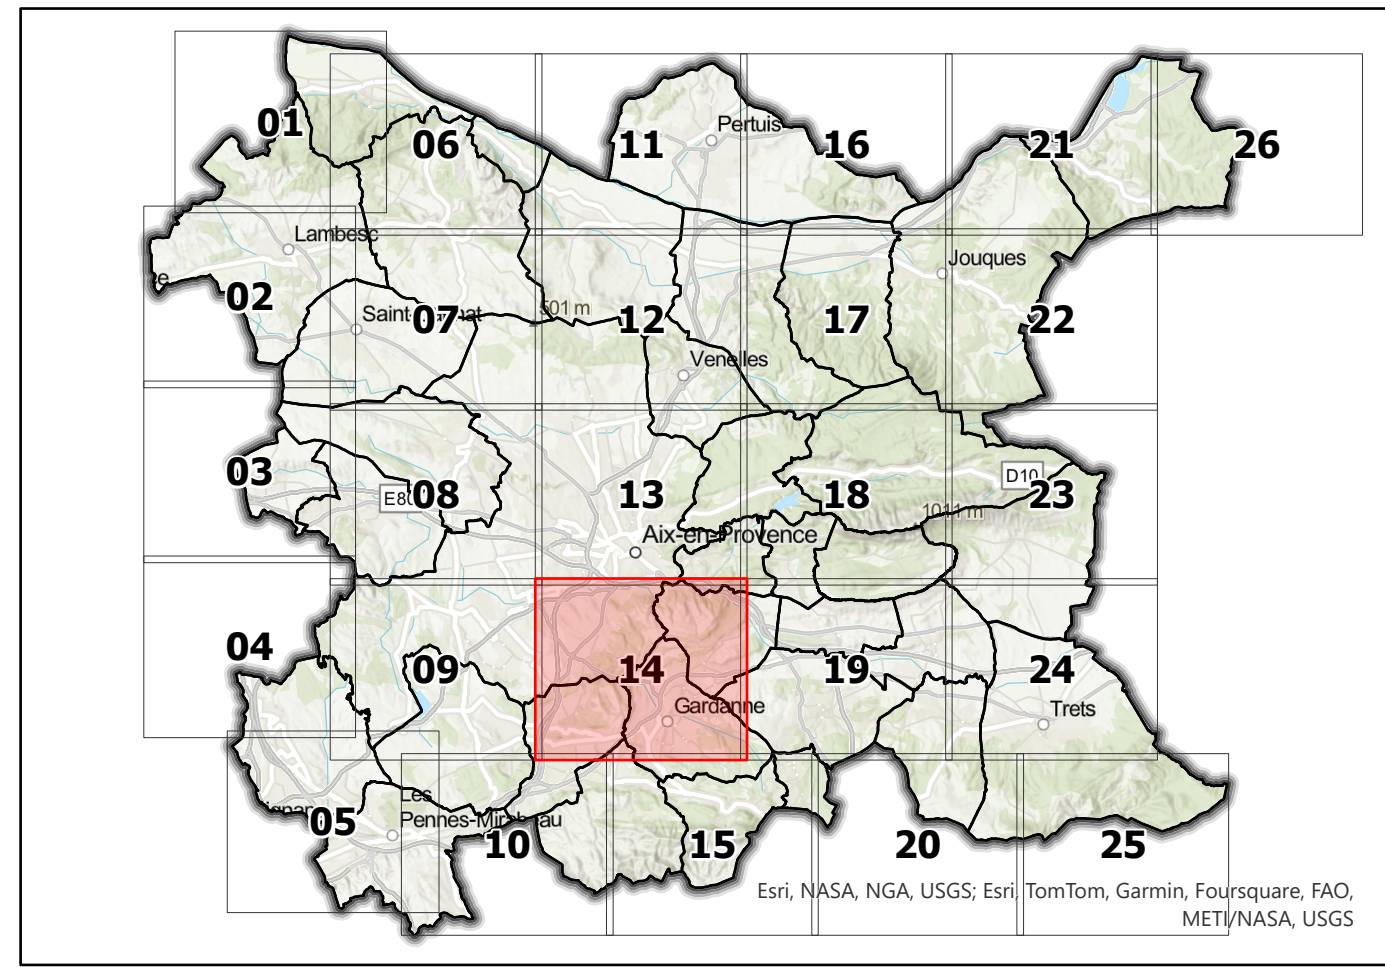 01
06
11
Pertuis
16
21
26
Lambesc
Jouques
02
Saint
07
501 m
12
17
22
Venelles
03
E80
08
13
18
D10
23
1011 m
Aix-en-Provence
04
09
14
19
24
Gardanne
Trets
05
Les
Pennes-Mirabeau
10
15
20
25
Esri, NASA, NGA, USGS; Esri, TomTom, Garmin, Foursquare, FAO,
METI/NASA, USGS